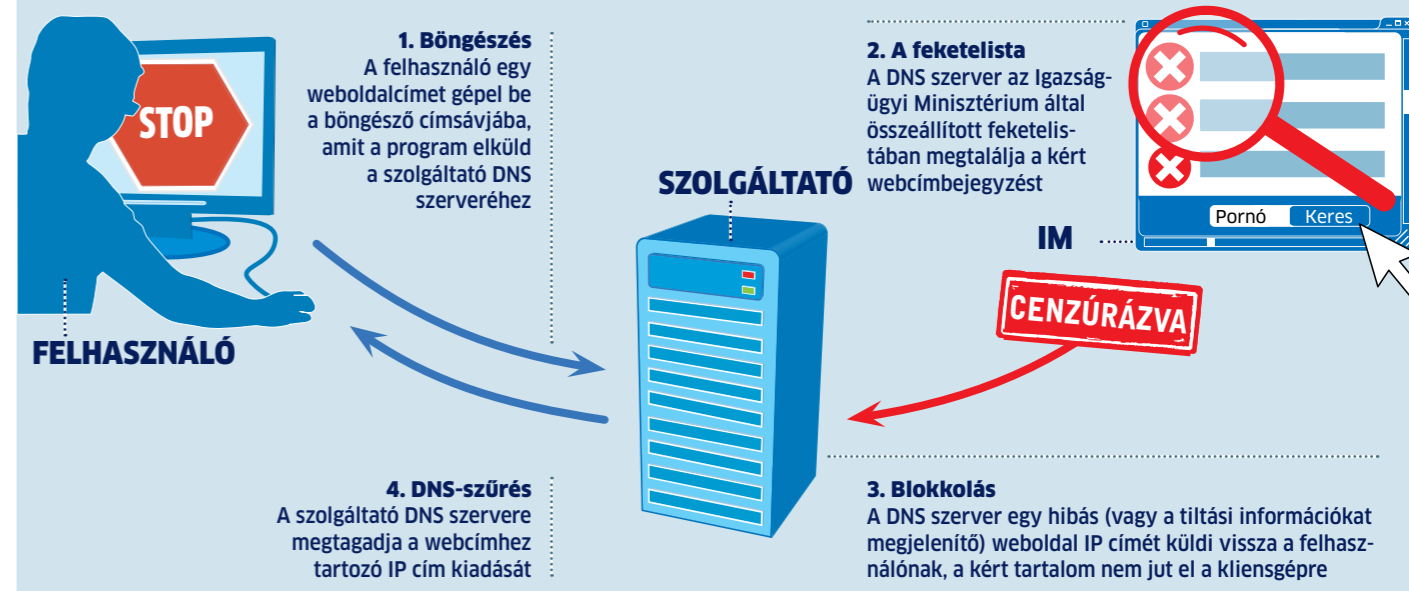 STOP
FELHASZNÁLÓ
1. Böngészés
A felhasználó egy
weboldalcímet gépel be
a böngésző címsávjába,
amit a program elküld
a szolgáltató DNS
szerveréhez
SZOLGÁLTATÓ
2. A feketelista
A DNS szerver az Igazság-
ügyi Minisztérium által
összeállított feketelis-
tában megtalálja a kért
webcímbejegyzést
Pornó Keres
IM
CENZÚRÁZVA
3. Blokkolás
A DNS szerver egy hibás (vagy a tiltási információkat
megjelenítő) weboldal IP címét küldi vissza a felhasz-
nálónak, a kért tartalom nem jut el a kliensgépre
4. DNS-szűrés
A szolgáltató DNS szervere
megtagadja a webcímhez
tartozó IP cím kiadását